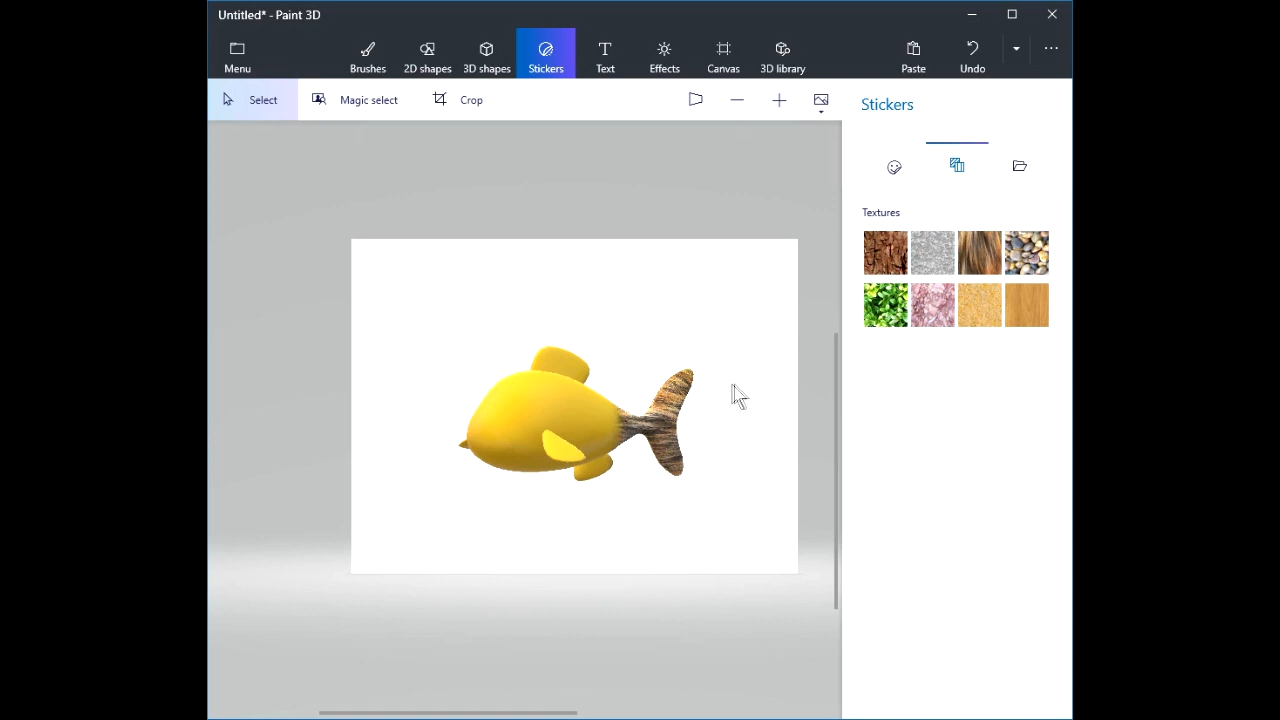 Untitled* - Paint 3D
Menu Brushes 2D shapes 3D shapes Stickers Text Effects Canvas 3D library Paste Undo
Select Magic select Crop
Stickers
Textures